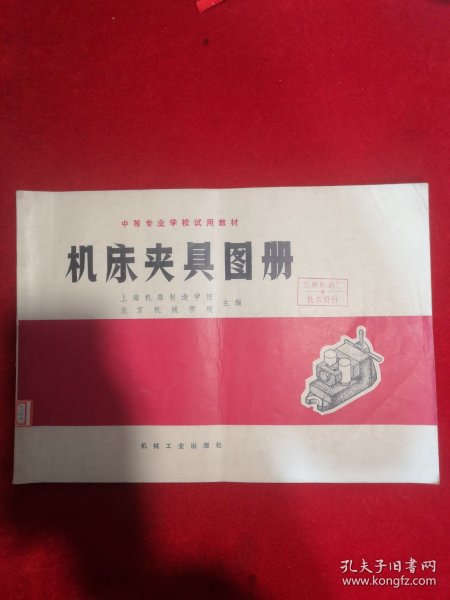 中等专业学校试用教材
机床夹具图册
上海机器制造学校
北京机械学校
主编
技术资料
机械工业出版社
孔夫子旧书网
www.kongfz.com